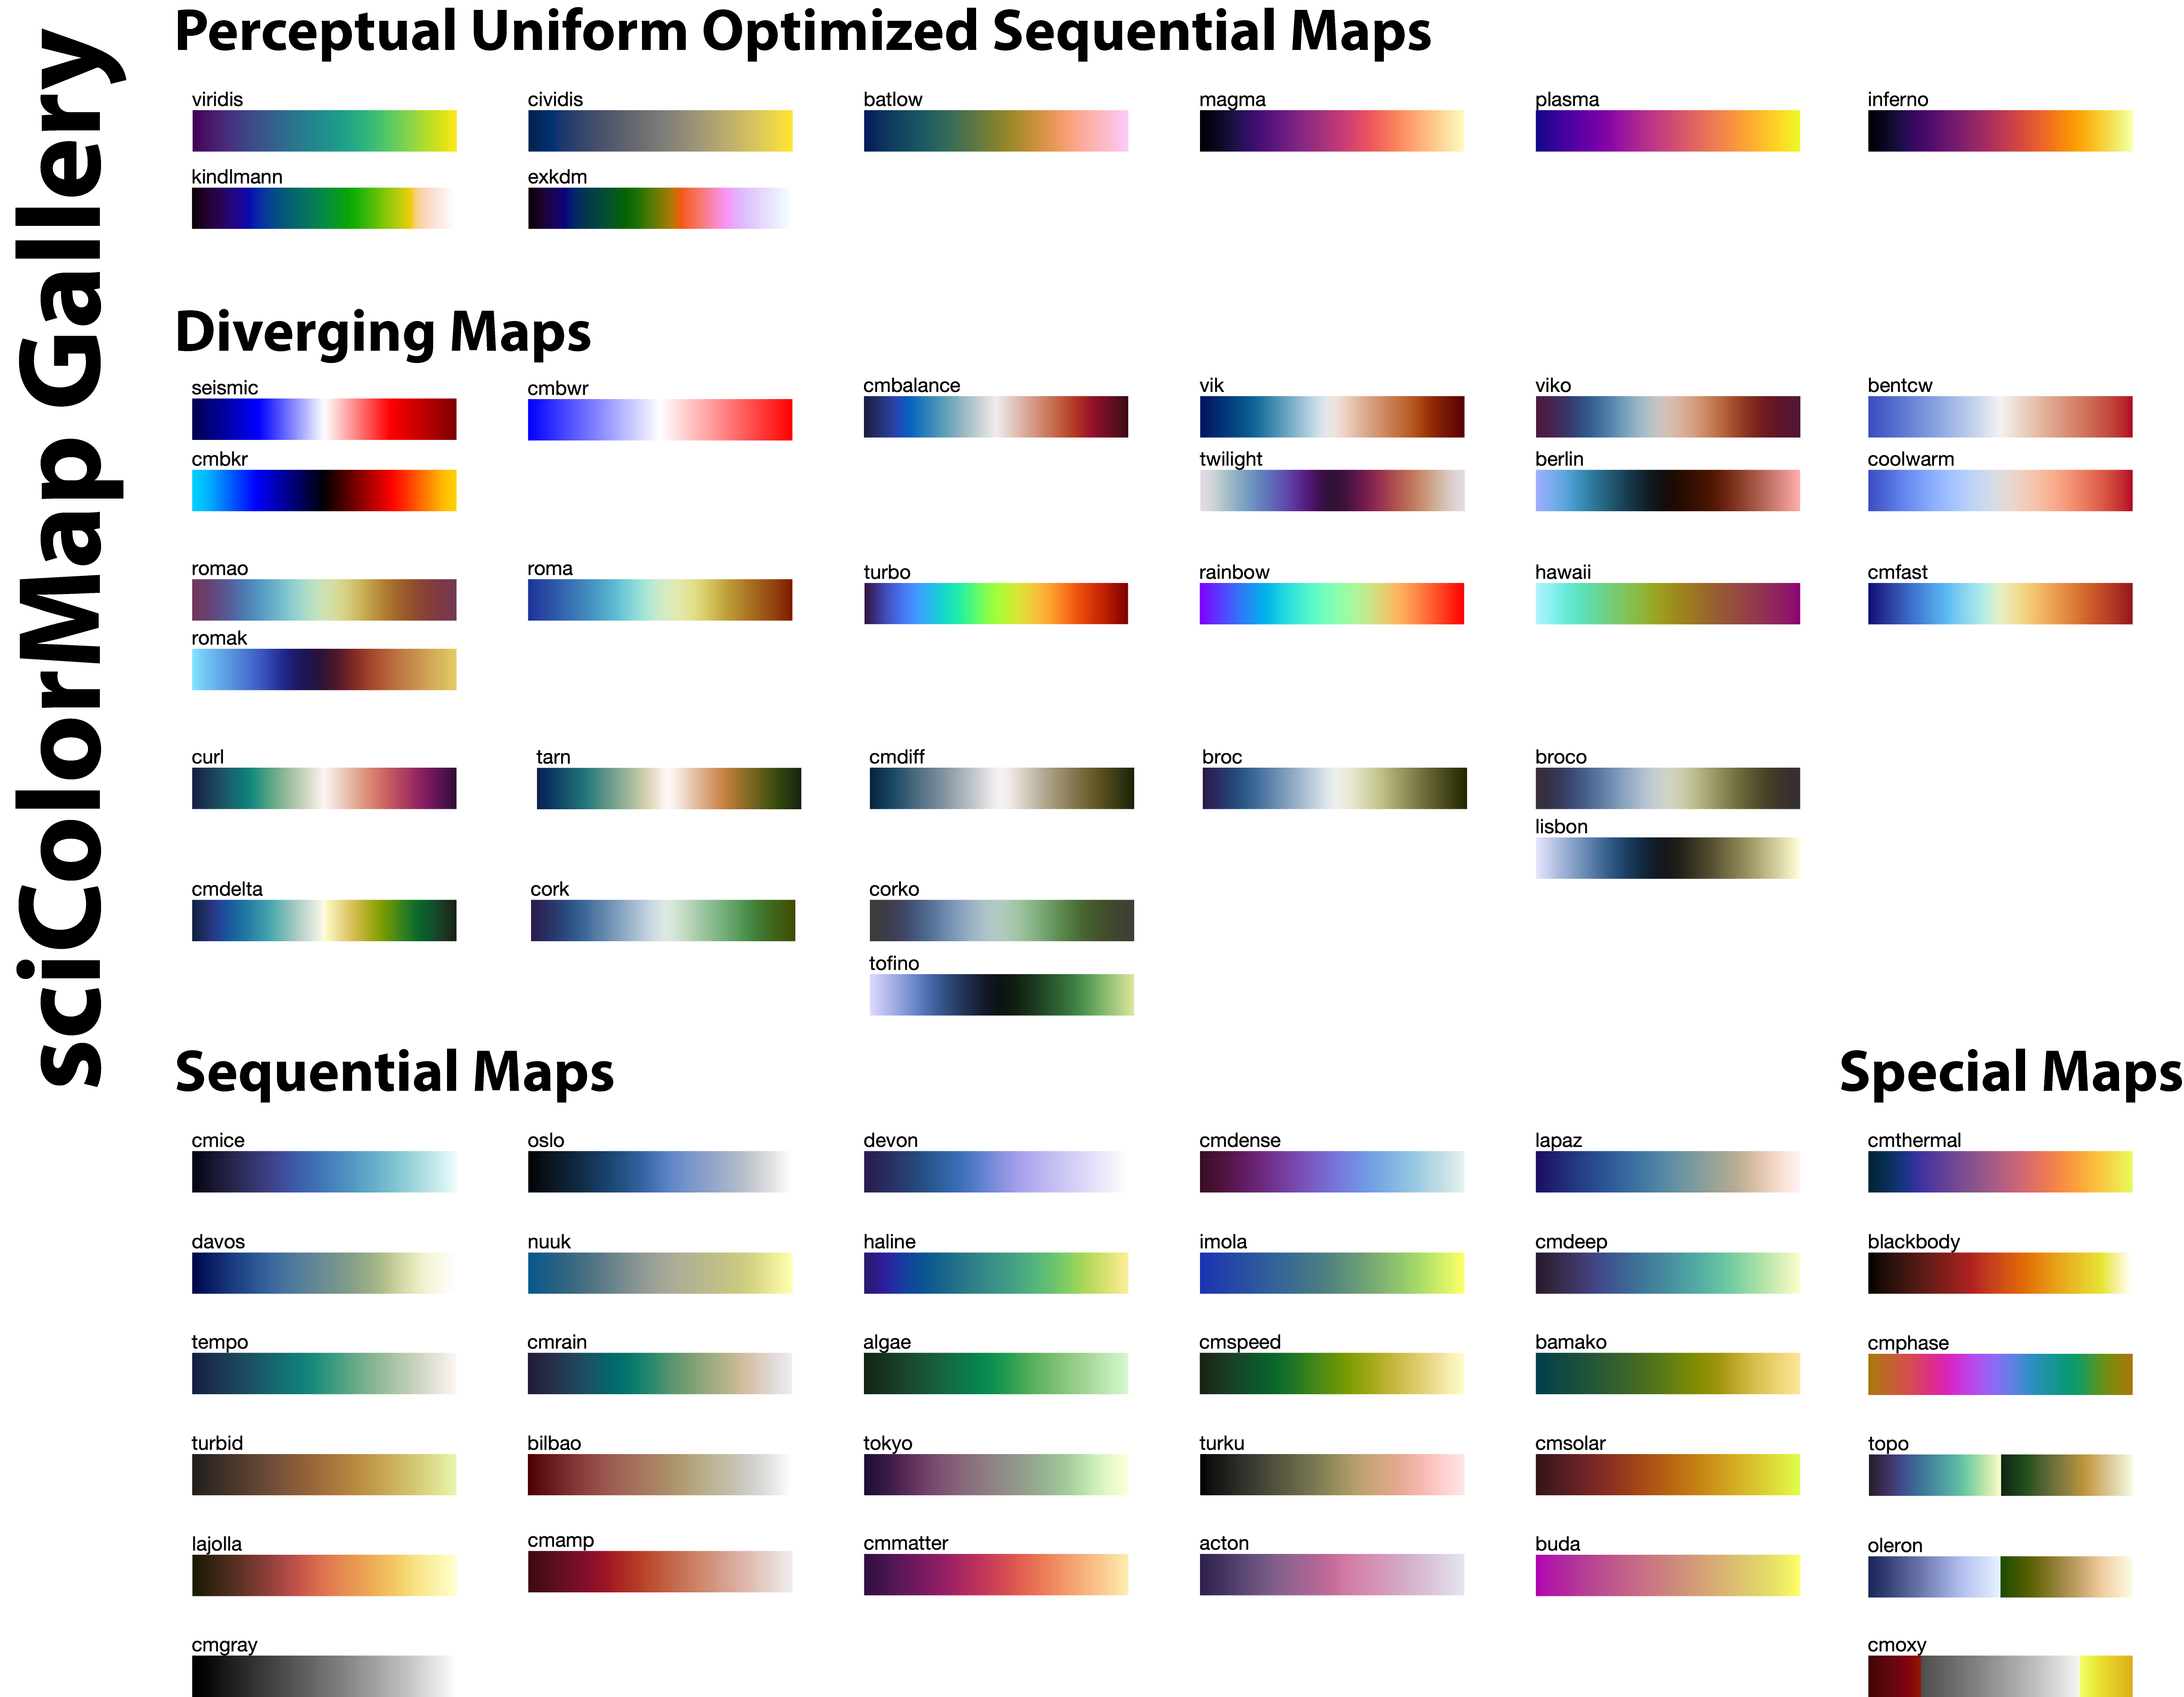 sciColorMap Gallery
Perceptual Uniform Optimized Sequential Maps
viridis cividis batlow magma plasma inferno
kindlmann exkdm
Diverging Maps
seismic cmbwr cmbalance vik viko bentcw
cmbkr twilight berlin coolwarm
romao roma turbo rainbow hawaii cmfast
romak
curl tarn cmdiff broc broco
lisbon
cmdelta cork corko
tofino
Sequential Maps Special Maps
cmice oslo devon cmdense lapaz cmthermal
davos nuuk haline imola cmdeep blackbody
tempo cmrain algae cmspeed bamako cmphase
turbid bilbao tokyo turku cmsolar topo
lajolla cmamp cmmatter acton buda oleron
cmgray cmoxy